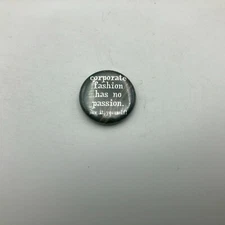 corporate
fashion
has no
passion.